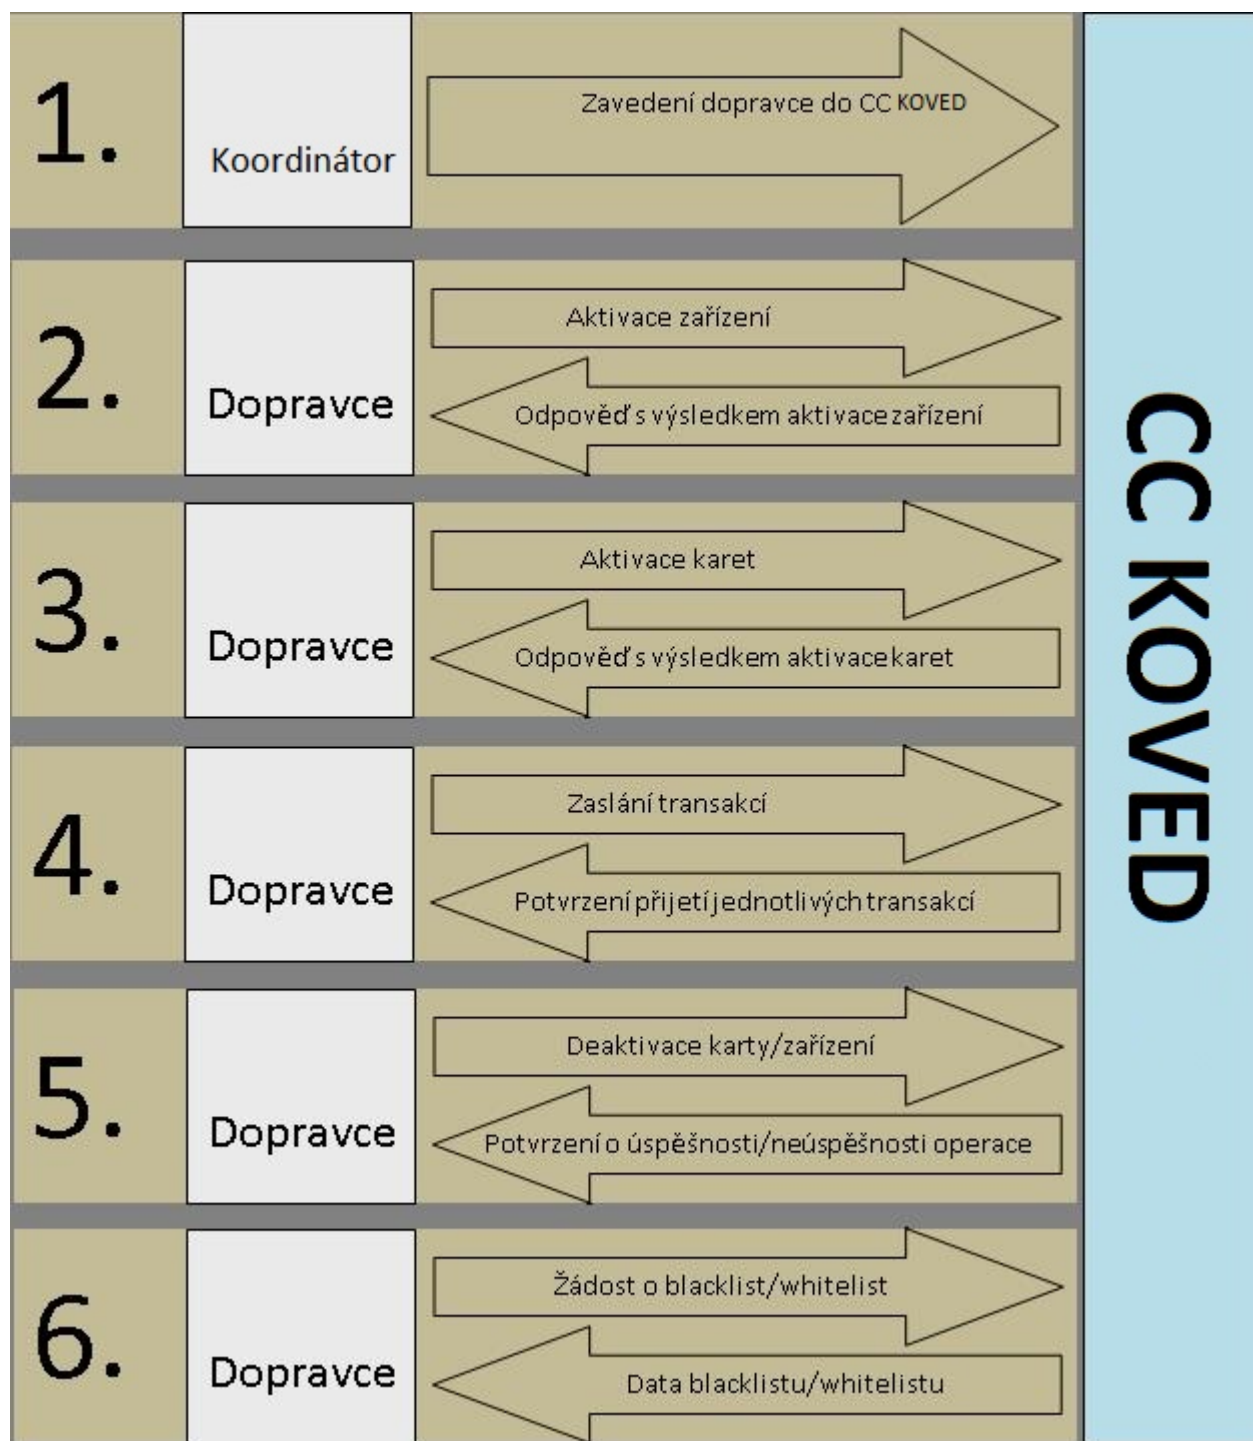 1.
Koordinátor
Zavedení dopravce do CC KOVED
2.
Dopravce
Aktivace zařízení
Odpověď s výsledkem aktivace zařízení
3.
Dopravce
Aktivace karet
Odpověď s výsledkem aktivace karet
4.
Dopravce
Zaslání transakcí
Potvrzení přijetí jednotlivých transakcí
5.
Dopravce
Deaktivace karty/zařízení
Potvrzení o úspěšnosti/neúspěšnosti operace
6.
Dopravce
Žádost o blacklist/whitelist
Data blacklistu/whitelistu
CC KOVED